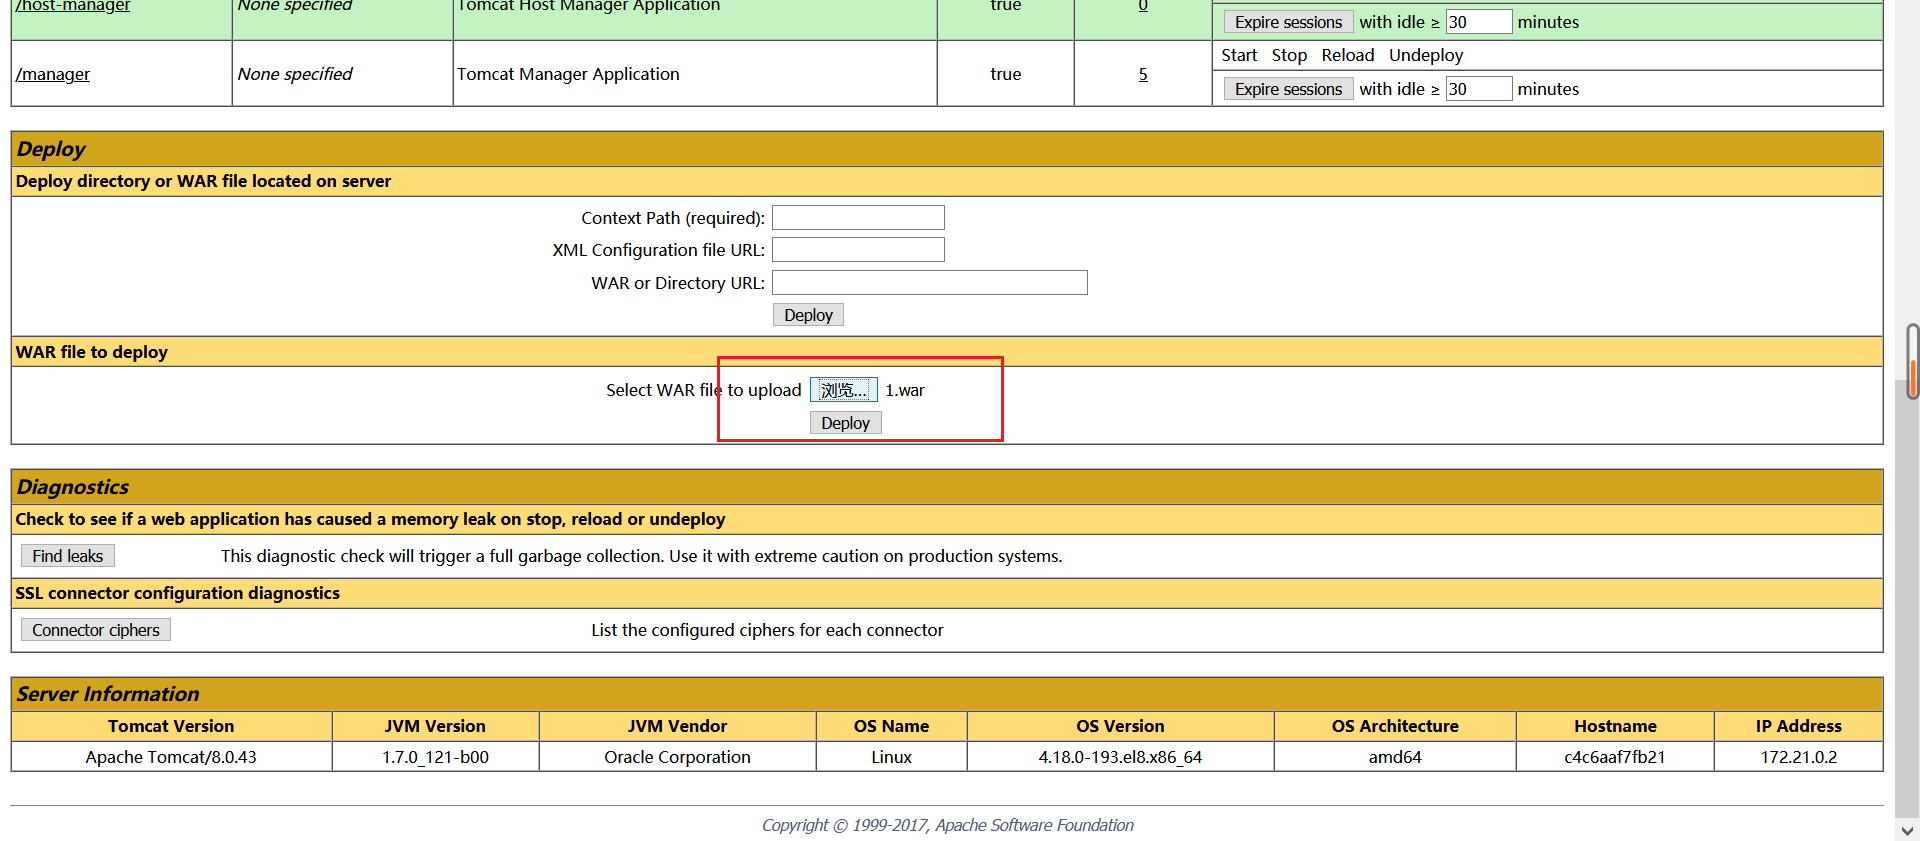 /host-manager None specified Tomcat Host Manager Application true 0
Expire sessions with idle ≥ 30 minutes
/manager None specified Tomcat Manager Application true 5
Start Stop Reload Undeploy
Expire sessions with idle ≥ 30 minutes
Deploy
Deploy directory or WAR file located on server
Context Path (required):
XML Configuration file URL:
WAR or Directory URL:
Deploy
WAR file to deploy
Select WAR file to upload 浏览... 1.war
Deploy
Diagnostics
Check to see if a web application has caused a memory leak on stop, reload or undeploy
Find leaks This diagnostic check will trigger a full garbage collection. Use it with extreme caution on production systems.
SSL connector configuration diagnostics
Connector ciphers List the configured ciphers for each connector
Server Information
Tomcat Version JVM Version JVM Vendor OS Name OS Version OS Architecture Hostname IP Address
Apache Tomcat/8.0.43 1.7.0_121-b00 Oracle Corporation Linux 4.18.0-193.el8.x86_64 amd64 c4c6aaf7fb21 172.21.0.2
Copyright © 1999-2017, Apache Software Foundation